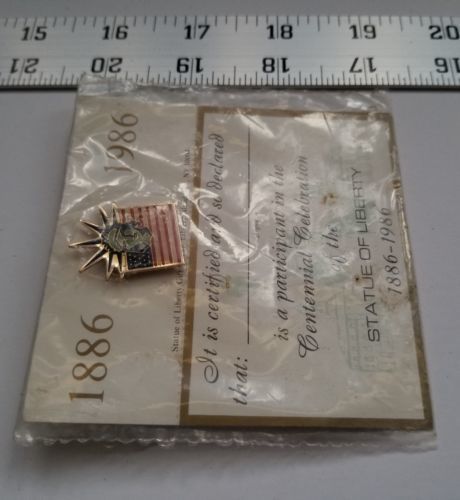 15 16 17 18 19 20
21 20 19 18 17 16
1886 1986
Statue of Liberty
It is certified and so declared
that:
is a participant in the
Centennial Celebration
of the
STATUE OF LIBERTY
1886-1986